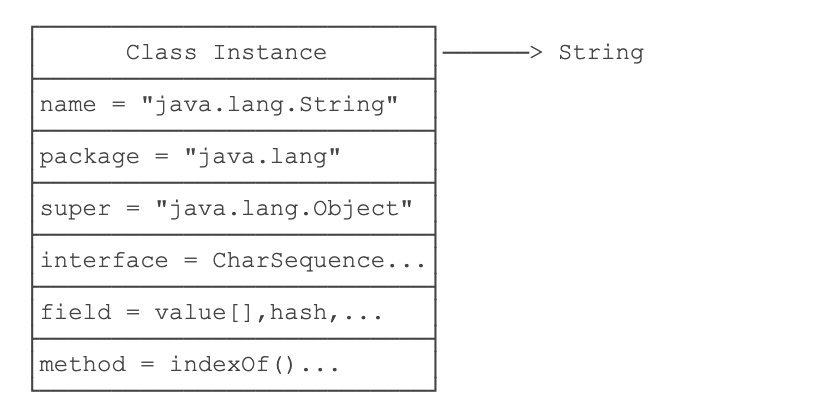 Class Instance ──────> String
name = "java.lang.String"
package = "java.lang"
super = "java.lang.Object"
interface = CharSequence...
field = value[],hash,...
method = indexOf()...